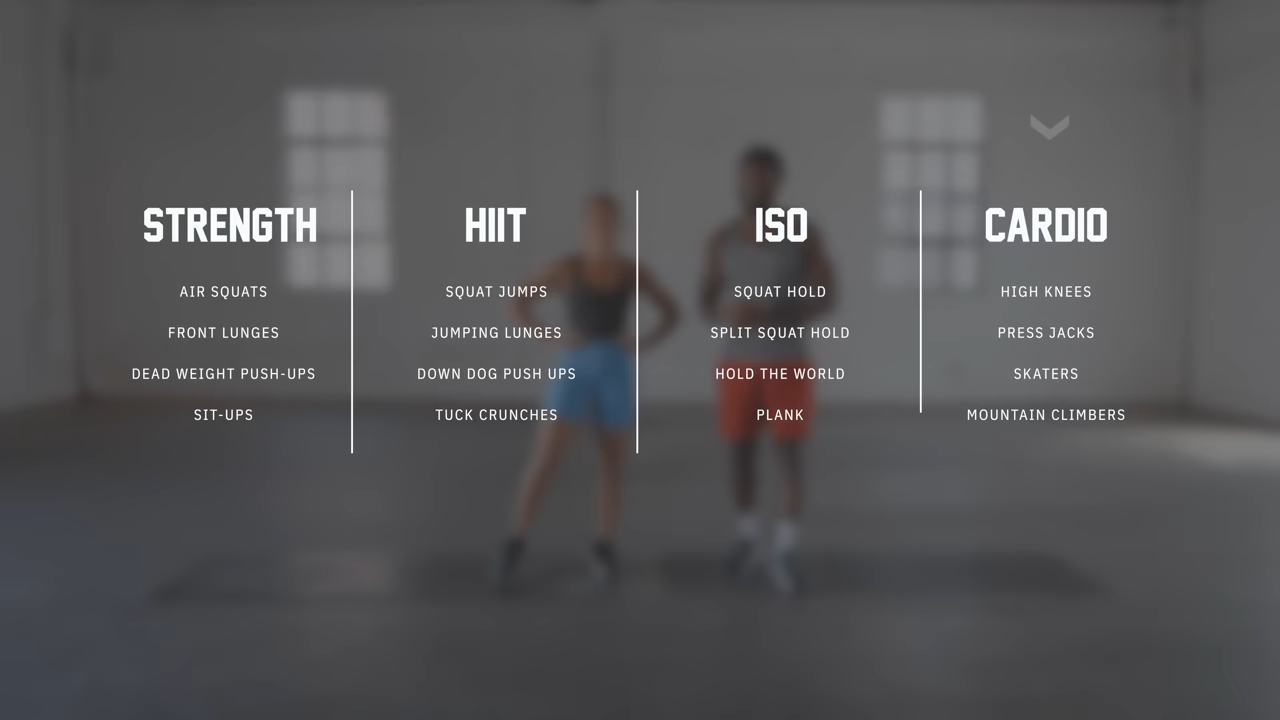 STRENGTH
AIR SQUATS
FRONT LUNGES
DEAD WEIGHT PUSH-UPS
SIT-UPS
HIIT
SQUAT JUMPS
JUMPING LUNGES
DOWN DOG PUSH UPS
TUCK CRUNCHES
ISO
SQUAT HOLD
SPLIT SQUAT HOLD
HOLD THE WORLD
PLANK
CARDIO
HIGH KNEES
PRESS JACKS
SKATERS
MOUNTAIN CLIMBERS